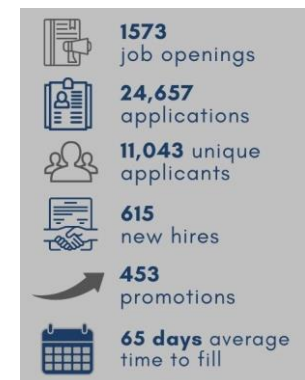 1573
job openings
24,657
applications
11,043 unique
applicants
615
new hires
453
promotions
65 days average
time to fill